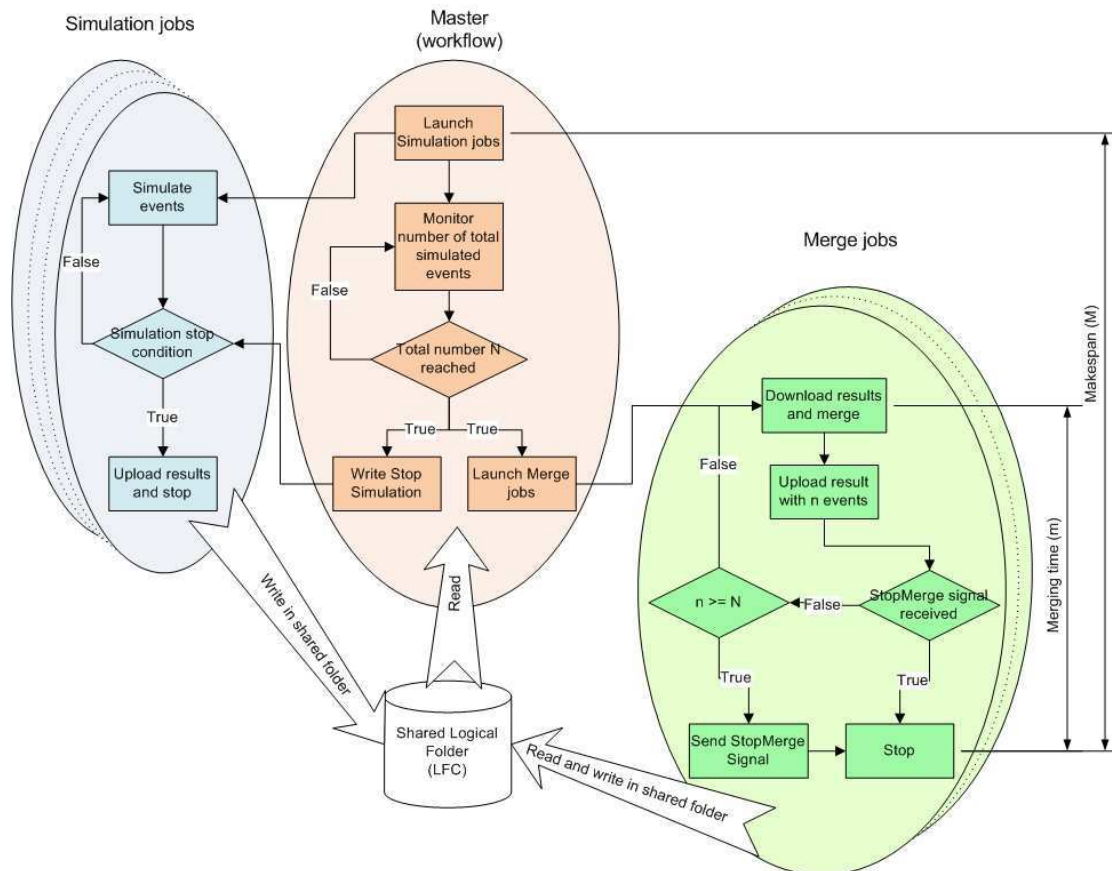 Simulation jobs
Master
(workflow)
Launch
Simulation jobs
Simulate
events
Monitor
number of total
simulated
events
False
False
Simulation stop
condition
Total number N
reached
True
True
True
Upload results
and stop
Write Stop
Simulation
Launch Merge
jobs
Merge jobs
Download results
and merge
False
Upload result
with n events
n >= N
False
StopMerge signal
received
True
True
Send StopMerge
Signal
Stop
Makespan (M)
Merging time (m)
Write in shared folder
Read
Shared Logical
Folder
(LFC)
Read and write in shared folder